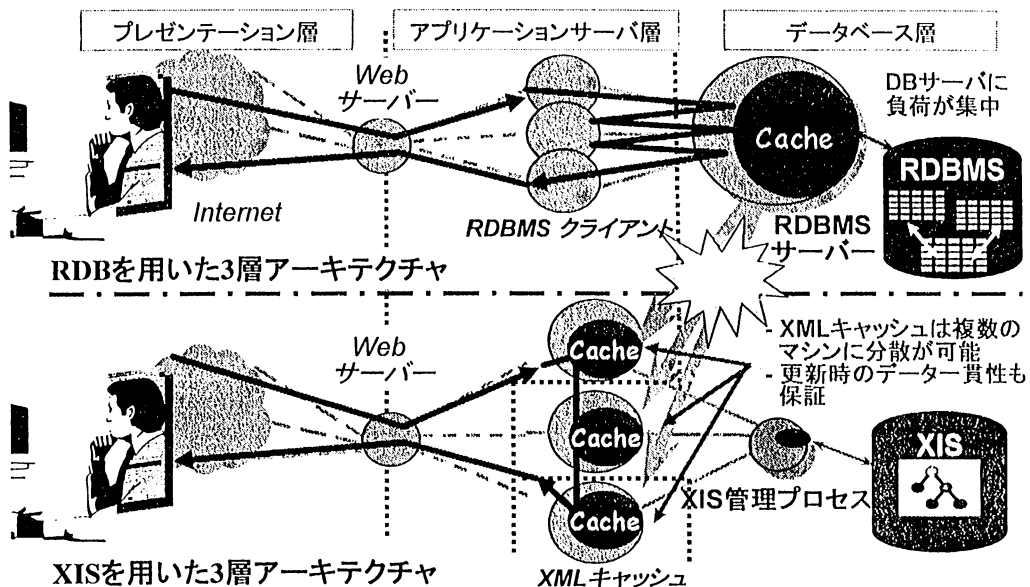 プレゼンテーション層
アプリケーションサーバ層
データベース層
Web
サーバー
DBサーバに
負荷が集中
Cache
RDBMS
Internet
RDBMS クライアント
RDBMS
サーバー
RDBを用いた3層アーキテクチャ
Web
サーバー
Cache
Cache
Cache
- XMLキャッシュは複数の
マシンに分散が可能
- 更新時のデータ一貫性も
保証
XIS
XIS管理プロセス
XMLキャッシュ
XISを用いた3層アーキテクチャ